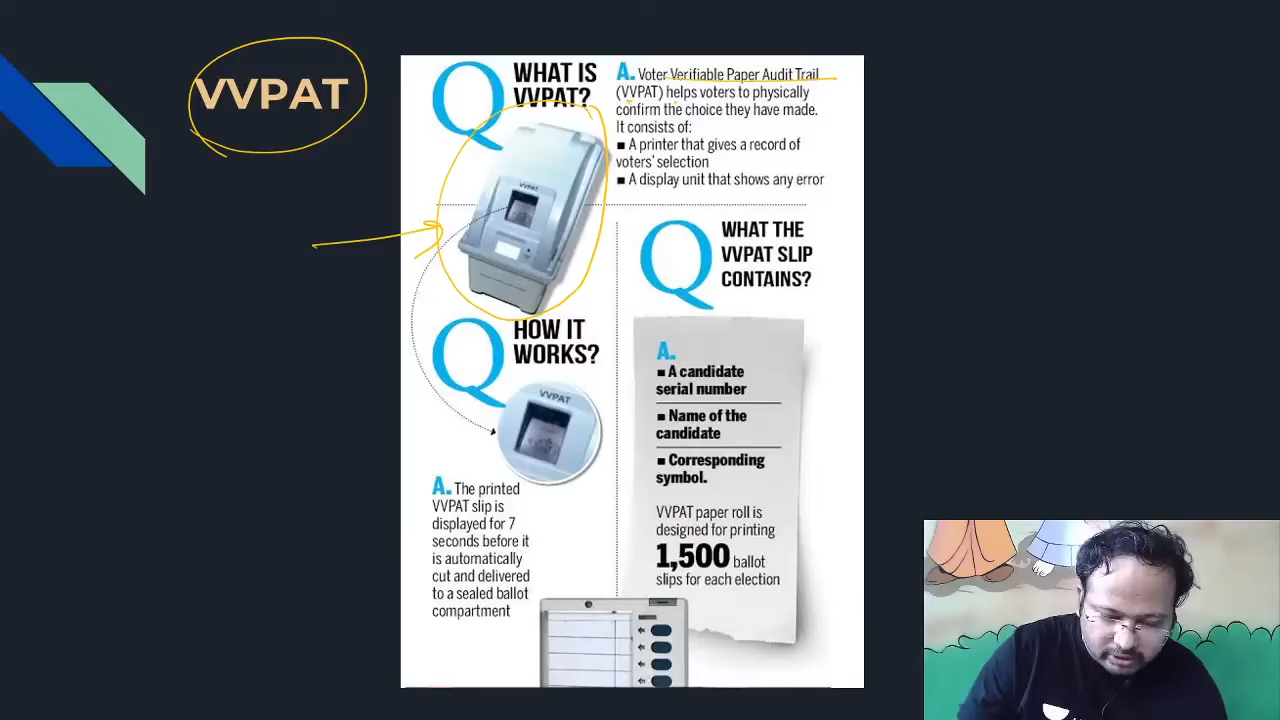 VVPAT
Q WHAT IS
VVPAT?
A. Voter Verifiable Paper Audit Trail
(VVPAT) helps voters to physically
confirm the choice they have made.
It consists of:
■ A printer that gives a record of
voters' selection
■ A display unit that shows any error
VVPAT
Q WHAT THE
VVPAT SLIP
CONTAINS?
Q HOW IT
WORKS?
VVPAT
A. The printed
VVPAT slip is
displayed for 7
seconds before it
is automatically
cut and delivered
to a sealed ballot
compartment
A.
■ A candidate
serial number
■ Name of the
candidate
■ Corresponding
symbol.
VVPAT paper roll is
designed for printing
1,500 ballot
slips for each election